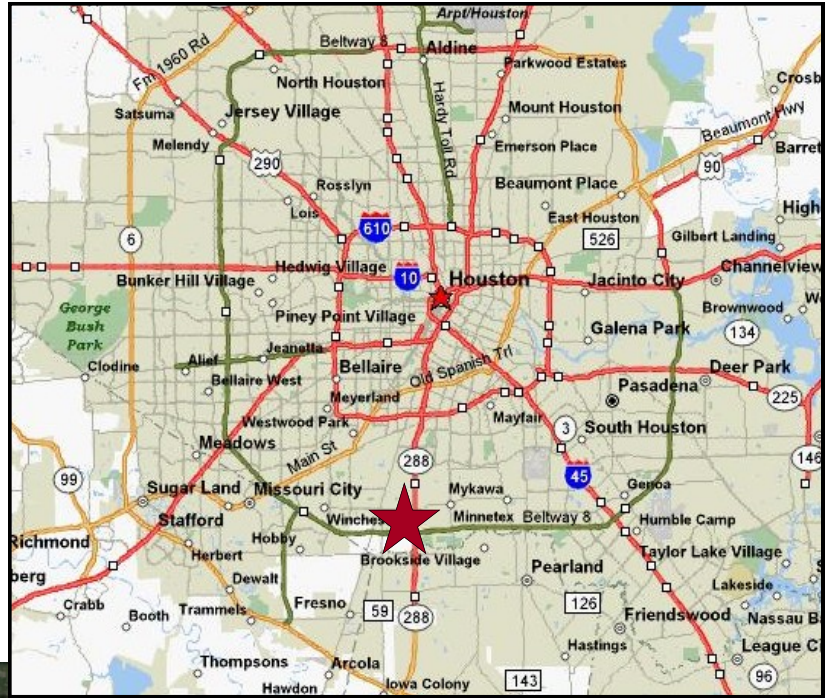 Arpt/Houston
Beltway 8
Aldine
Fm 1960 Rd
North Houston
Parkwood Estates
Hardy Toll Rd
Crosb
Satsuma
Jersey Village
Mount Houston
Beaumont Hwy
Melendy
Emerson Place
Barret
290
90
Rosslyn
Beaumont Place
Lois
East Houston
High
610
526
6
Gilbert Landing
Hedwig Village
Channelview
Bunker Hill Village
10
Houston
Jacinto City
Brownwood
George
Bush
Park
Piney Point Village
Galena Park
134
Jeanetta
Clodine
Alief
Bellaire
Old Spanish Trl
Deer Park
Bellaire West
Pasadena
Meyerland
225
Westwood Park
Mayfair
3
South Houston
Meadows
Main St
288
146
99
45
Sugar Land
Missouri City
Mykawa
Genoa
Stafford
Winches
Minnetex
Beltway 8
Humble Camp
Richmond
Hobby
Herbert
Brookside Village
Taylor Lake Village
berg
Dewalt
Pearland
Lakeside
Crabb
Booth
Trammels
Fresno
59
288
126
Friendswood
Nassau B
Hastings
League Ci
Thompsons
Arcola
Hawdon
Iowa Colony
143
96